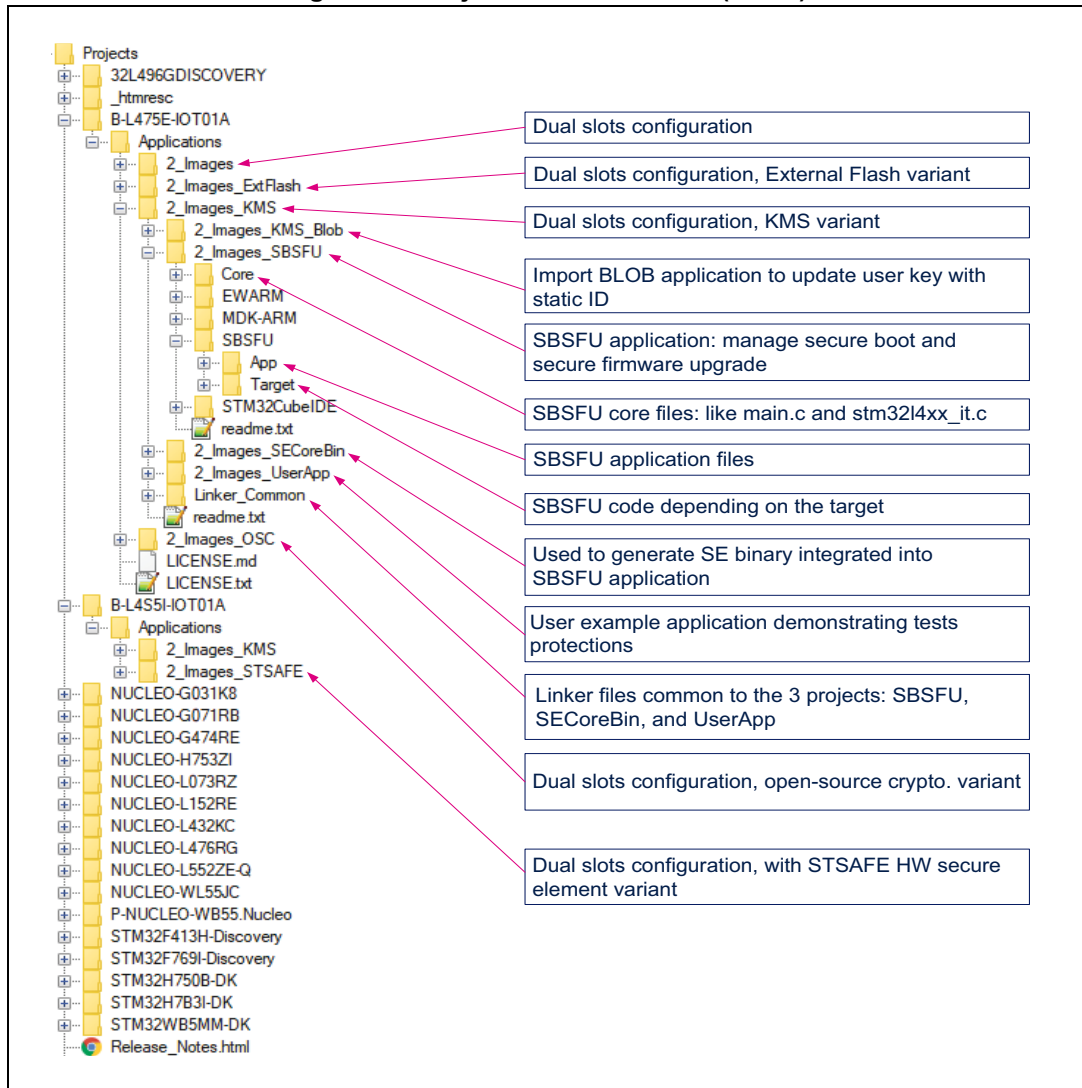 Projects
32L496GDISCOVERY
_htmresc
B-L475E-IOT01A
Applications
2_Images
2_Images_ExtFlash
2_Images_KMS
2_Images_KMS_Blob
2_Images_SBSFU
Core
EWARM
MDK-ARM
SBSFU
App
Target
STM32CubeIDE
readme.txt
2_Images_SECoreBin
2_Images_UserApp
Linker_Common
readme.txt
2_Images_OSC
LICENSE.md
LICENSE.txt
B-L4S5I-IOT01A
Applications
2_Images_KMS
2_Images_STSAFE
NUCLEO-G031K8
NUCLEO-G071RB
NUCLEO-G474RE
NUCLEO-H753ZI
NUCLEO-L073RZ
NUCLEO-L152RE
NUCLEO-L432KC
NUCLEO-L476RG
NUCLEO-L552ZE-Q
NUCLEO-WL55JC
P-NUCLEO-WB55.Nucleo
STM32F413H-Discovery
STM32F769I-Discovery
STM32H750B-DK
STM32H7B3I-DK
STM32WB5MM-DK
Release_Notes.html
Dual slots configuration
Dual slots configuration, External Flash variant
Dual slots configuration, KMS variant
Import BLOB application to update user key with
static ID
SBSFU application: manage secure boot and
secure firmware upgrade
SBSFU core files: like main.c and stm32l4xx_it.c
SBSFU application files
SBSFU code depending on the target
Used to generate SE binary integrated into
SBSFU application
User example application demonstrating tests
protections
Linker files common to the 3 projects: SBSFU,
SECoreBin, and UserApp
Dual slots configuration, open-source crypto. variant
Dual slots configuration, with STSAFE HW secure
element variant